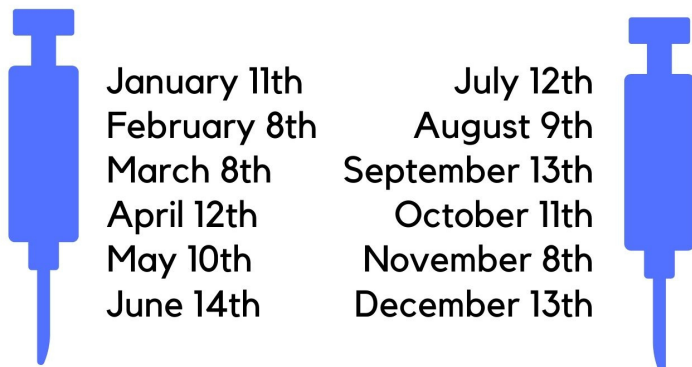 January 11th
February 8th
March 8th
April 12th
May 10th
June 14th
July 12th
August 9th
September 13th
October 11th
November 8th
December 13th